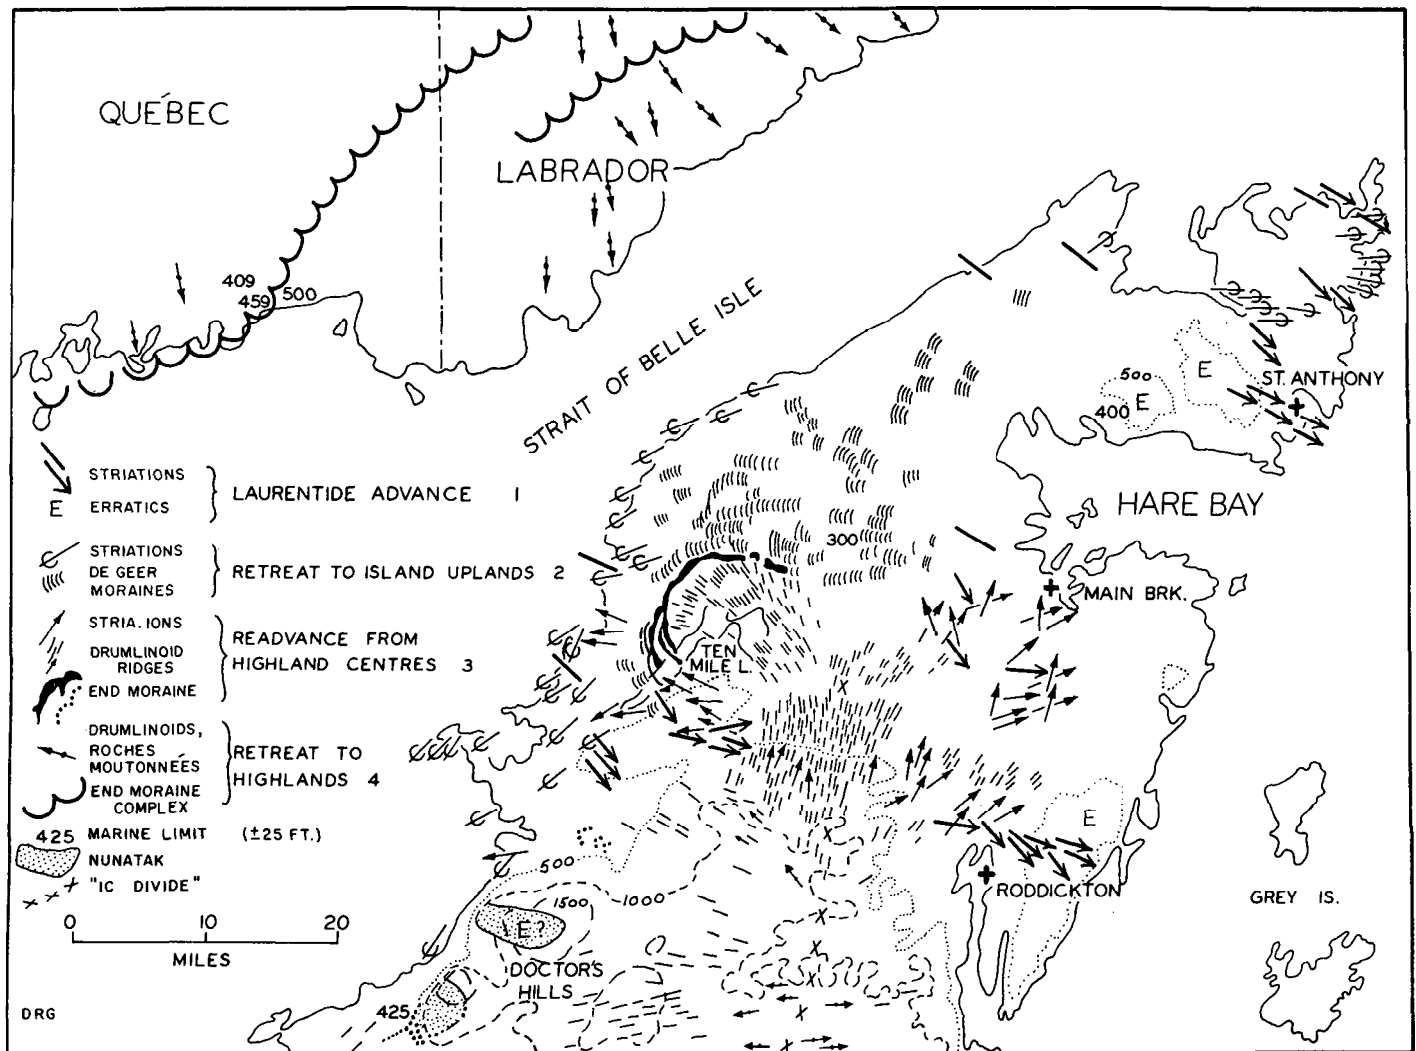 QUÉBEC
LABRADOR
409
459
500
STRAIT OF BELLE ISLE
500
E
E
400
ST. ANTHONY
HARE BAY
300
MAIN BRK.
TEN
MILE L.
STRIATIONS
E ERRATICS
LAURENTIDE ADVANCE 1
STRIATIONS
DE GEER
MORAINES
RETREAT TO ISLAND UPLANDS 2
STRIA.IONS
DRUMLINOID
RIDGES
END MORAINE
READVANCE FROM
HIGHLAND CENTRES 3
DRUMLINOIDS,
ROCHES
MOUTONNÉES
END MORAINE
COMPLEX
RETREAT TO
HIGHLANDS 4
425 MARINE LIMIT (±25 FT.)
NUNATAK
x x x "IC DIVIDE"
0 10 20
MILES
DRG
500
1500
1000
E?
DOCTOR'S
HILLS
425
E
RODDICKTON
GREY IS.